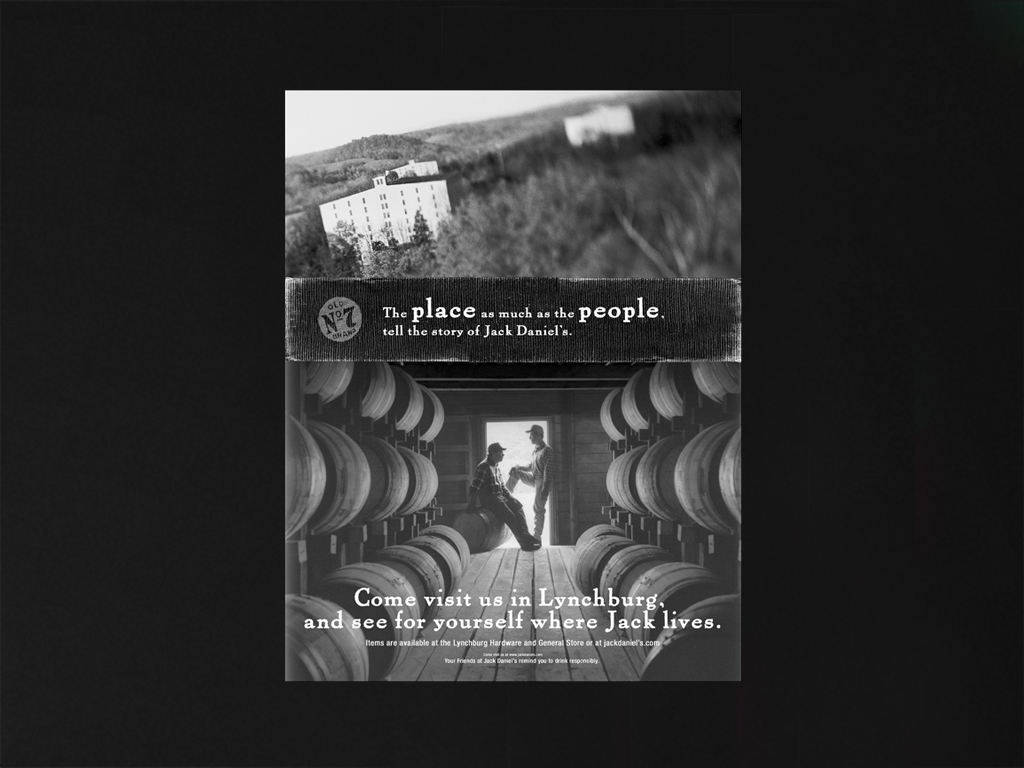 OLD
No7
BRAND
The place as much as the people,
tell the story of Jack Daniel's.
Come visit us in Lynchburg,
and see for yourself where Jack lives.
Items are available at the Lynchburg Hardware and General Store or at jackdaniel's.com
Your Friends at Jack Daniel's remind you to drink responsibly.